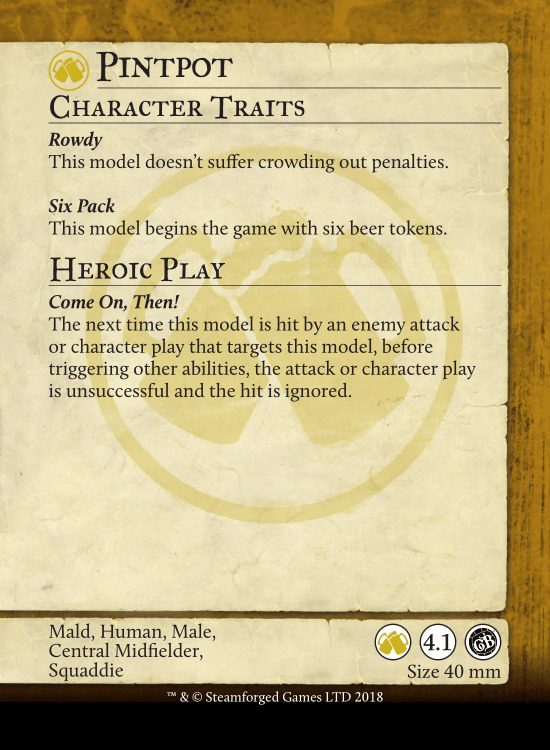 Pintpot
Character Traits
Rowdy
This model doesn't suffer crowding out penalties.
Six Pack
This model begins the game with six beer tokens.
Heroic Play
Come On, Then!
The next time this model is hit by an enemy attack
or character play that targets this model, before
triggering other abilities, the attack or character play
is unsuccessful and the hit is ignored.
Mald, Human, Male,
Central Midfielder,
Squaddie
4.1
GB
Size 40 mm
™ & © Steamforged Games LTD 2018